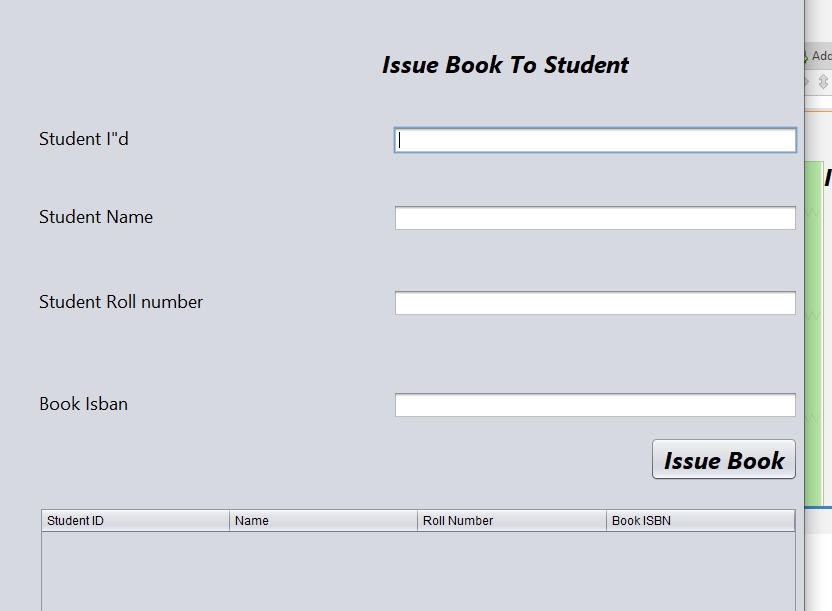 Add
Issue Book To Student
Student I"d
Student Name
Student Roll number
Book Isban
Issue Book
Student ID Name Roll Number Book ISBN